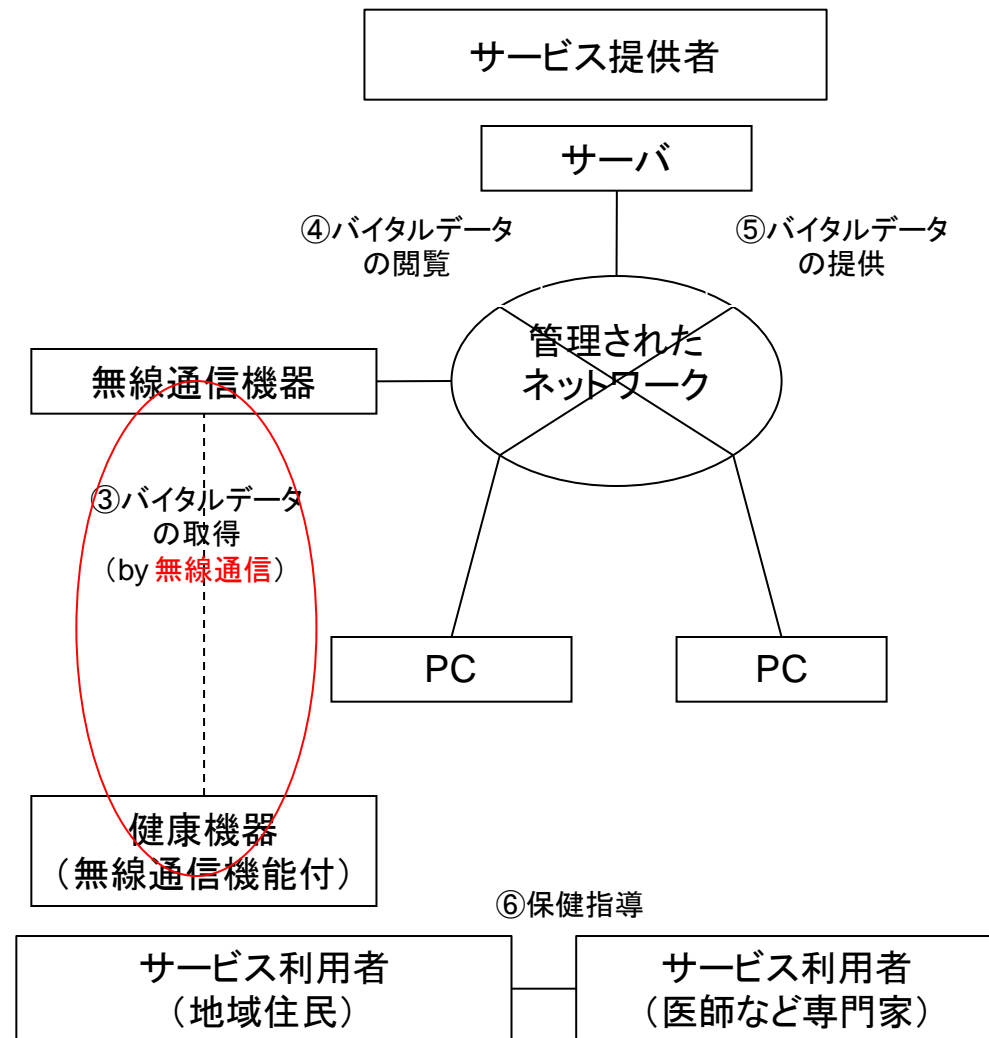 サービス提供者
サーバ
④バイタルデータ
の閲覧
⑤バイタルデータ
の提供
管理された
ネットワーク
無線通信機器
③バイタルデータ
の取得
（by 無線通信）
PC
PC
健康機器
（無線通信機能付）
⑥保健指導
サービス利用者
（地域住民）
サービス利用者
（医師など専門家）